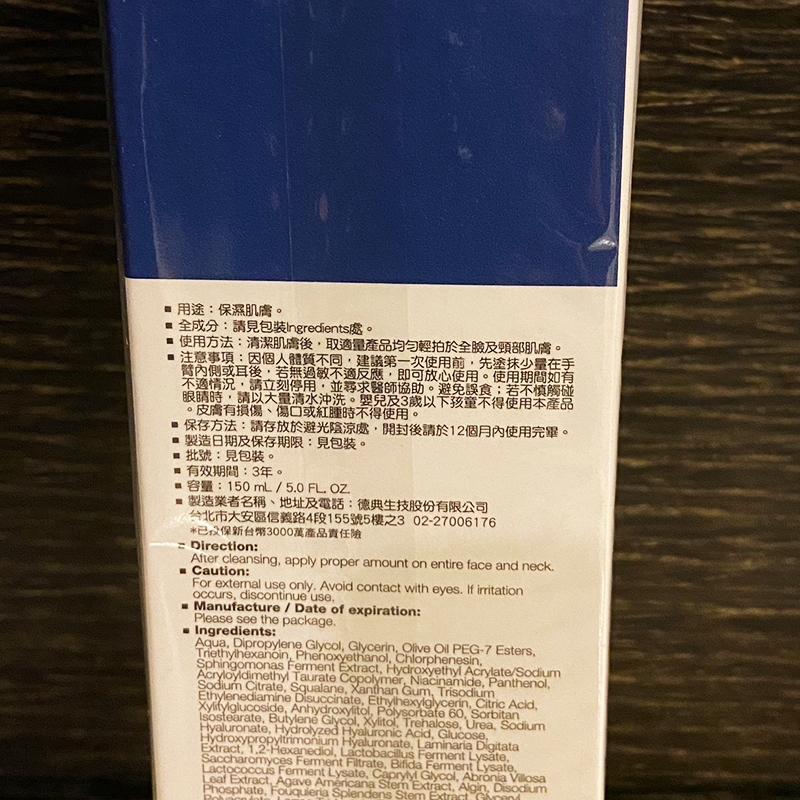 ■ 用途：保濕肌膚。
■ 全成分：請見包裝Ingredients處。
■ 使用方法：清潔肌膚後，取適量產品均勻輕拍於全臉及頸部肌膚。
■ 注意事項：因個人體質不同，建議第一次使用前，先塗抹少量在手
臂內側或耳後，若無過敏不適反應，即可放心使用。使用期間如有
不適情況，請立刻停用，並尋求醫師協助。避免誤食；若不慎觸碰
眼睛時，請以大量清水沖洗。嬰兒及3歲以下孩童不得使用本產品
。皮膚有損傷、傷口或紅腫時不得使用。
■ 保存方法：請存放於避光陰涼處，開封後請於12個月內使用完畢。
■ 製造日期及保存期限：見包裝。
■ 批號：見包裝。
■ 有效期間：3年。
■ 容量：150 mL / 5.0 FL. OZ.
■ 製造業者名稱、地址及電話：德典生技股份有限公司
台北市大安區信義路4段155號5樓之3 02-27006176
*已投保新台幣3000萬產品責任險
■ Direction:
After cleansing, apply proper amount on entire face and neck.
■ Caution:
For external use only. Avoid contact with eyes. If irritation
occurs, discontinue use.
■ Manufacture / Date of expiration:
Please see the package.
■ Ingredients:
Aqua, Dipropylene Glycol, Glycerin, Olive Oil PEG-7 Esters,
Triethylhexanoin, Phenoxyethanol, Chlorphenesin,
Sphingomonas Ferment Extract, Hydroxyethyl Acrylate/Sodium
Acryloyldimethyl Taurate Copolymer, Niacinamide, Panthenol,
Sodium Citrate, Squalane, Xanthan Gum, Trisodium
Ethylenediamine Disuccinate, Ethylhexylglycerin, Citric Acid,
Xylitylglucoside, Anhydroxylitol, Polysorbate 60, Sorbitan
Isostearate, Butylene Glycol, Xylitol, Trehalose, Urea, Sodium
Hyaluronate, Hydrolyzed Hyaluronic Acid, Glucose,
Hydroxypropyltrimonium Hyaluronate, Laminaria Digitata
Extract, 1,2-Hexanediol, Lactobacillus Ferment Lysate,
Saccharomyces Ferment Filtrate, Bifida Ferment Lysate,
Lactococcus Ferment Lysate, Caprylyl Glycol, Abronia Villosa
Leaf Extract, Agave Americana Stem Extract, Algin, Disodium
Phosphate, Fouquieria Splendens Stem Extract, Glyceryl